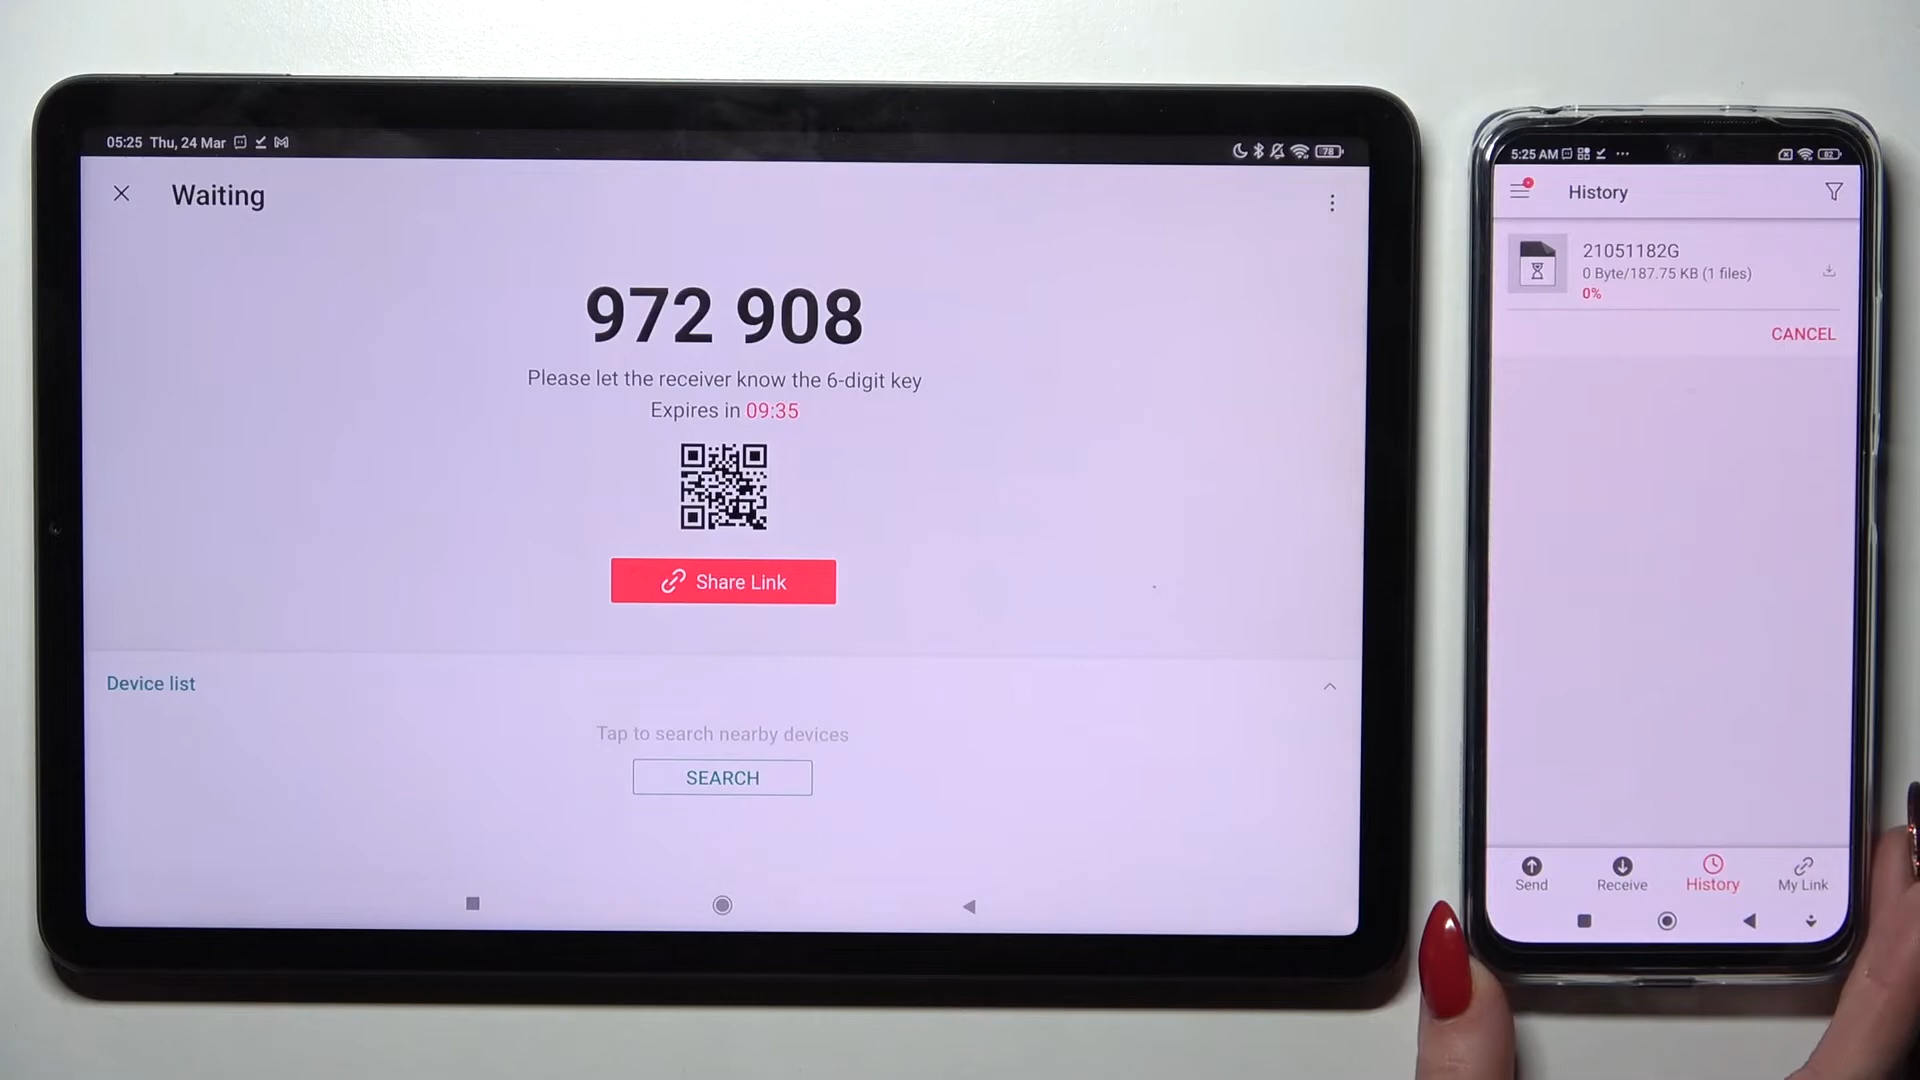 05:25 Thu, 24 Mar
78
Waiting
972 908
Please let the receiver know the 6-digit key
Expires in 09:35
Share Link
Device list
Tap to search nearby devices
SEARCH
5:25 AM
82
History
21051182G
0 Byte/187.75 KB (1 files)
0%
CANCEL
Send
Receive
History
My Link